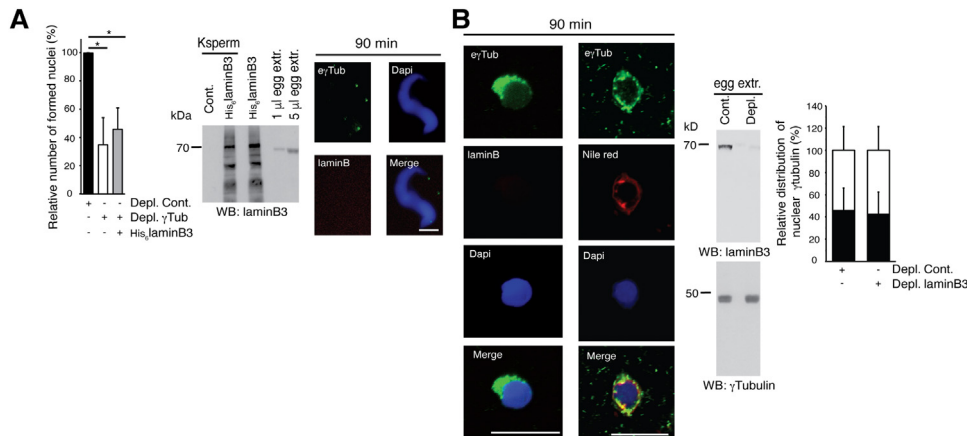 A
Relative number of formed nuclei (%)
100
80
60
40
20
0
*
*
+ - - Depl. Cont.
- + + Depl. γTub
- - + His6laminB3
Ksperm
Cont.
His6laminB3
His6laminB3
1 µl egg extr.
5 µl egg extr.
kDa
70
WB: laminB3
90 min
eγTub
Dapi
laminB
Merge
B
90 min
eγTub
eγTub
laminB
Nile red
Dapi
Dapi
Merge
Merge
egg extr.
Cont.
Depl.
kD
70
WB: laminB3
50
WB: γTubulin
Relative distribution of
nuclear γtubulin (%)
140
120
100
80
60
40
20
0
+ - Depl. Cont.
- + Depl. laminB3